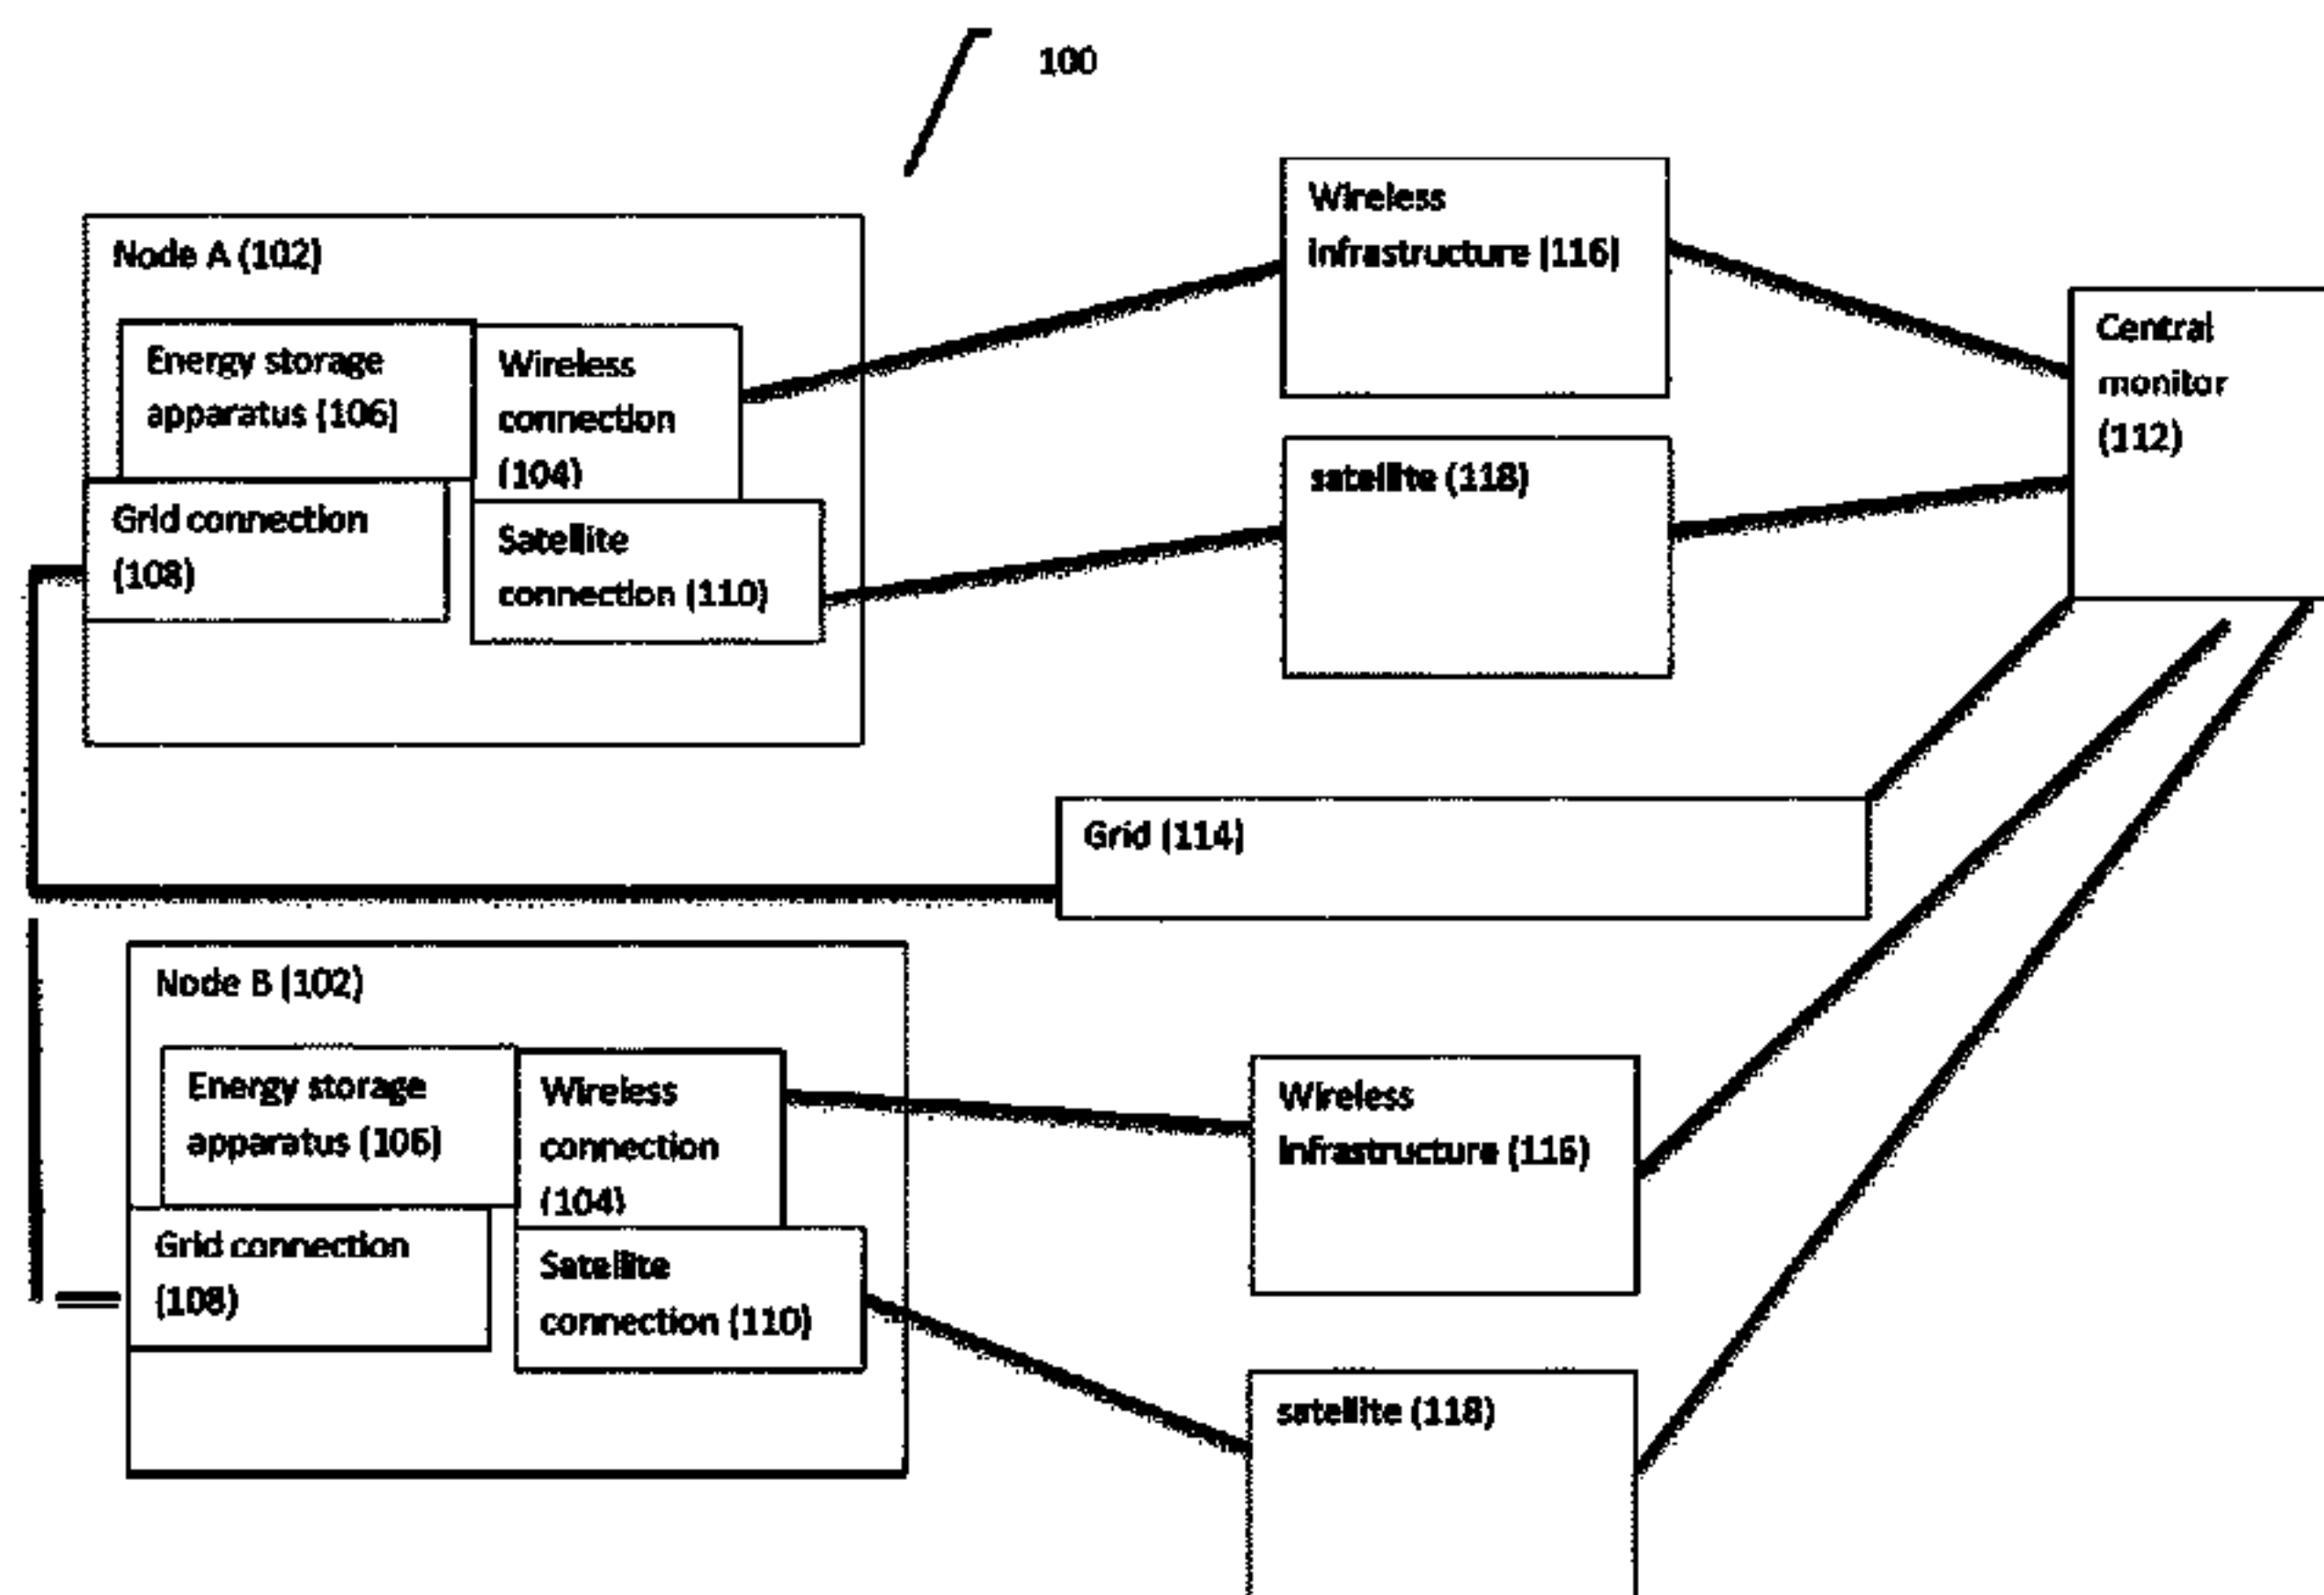 100
Node A (102)
Energy storage
apparatus (106)
Wireless
connection
(104)
Grid connection
(108)
Satellite
connection (110)
Wireless
infrastructure (116)
satellite (118)
Central
monitor
(112)
Grid (114)
Node B (102)
Energy storage
apparatus (106)
Wireless
connection
(104)
Grid connection
(108)
Satellite
connection (110)
Wireless
infrastructure (116)
satellite (118)